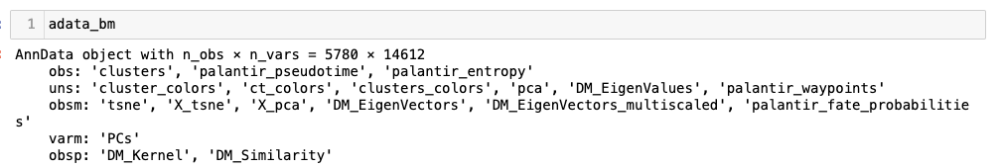 1 adata_bm
AnnData object with n_obs × n_vars = 5780 × 14612
obs: 'clusters', 'palantir_pseudotime', 'palantir_entropy'
uns: 'cluster_colors', 'ct_colors', 'clusters_colors', 'pca', 'DM_EigenValues', 'palantir_waypoints'
obsm: 'tsne', 'X_tsne', 'X_pca', 'DM_EigenVectors', 'DM_EigenVectors_multiscaled', 'palantir_fate_probabilitie
s'
varm: 'PCs'
obsp: 'DM_Kernel', 'DM_Similarity'